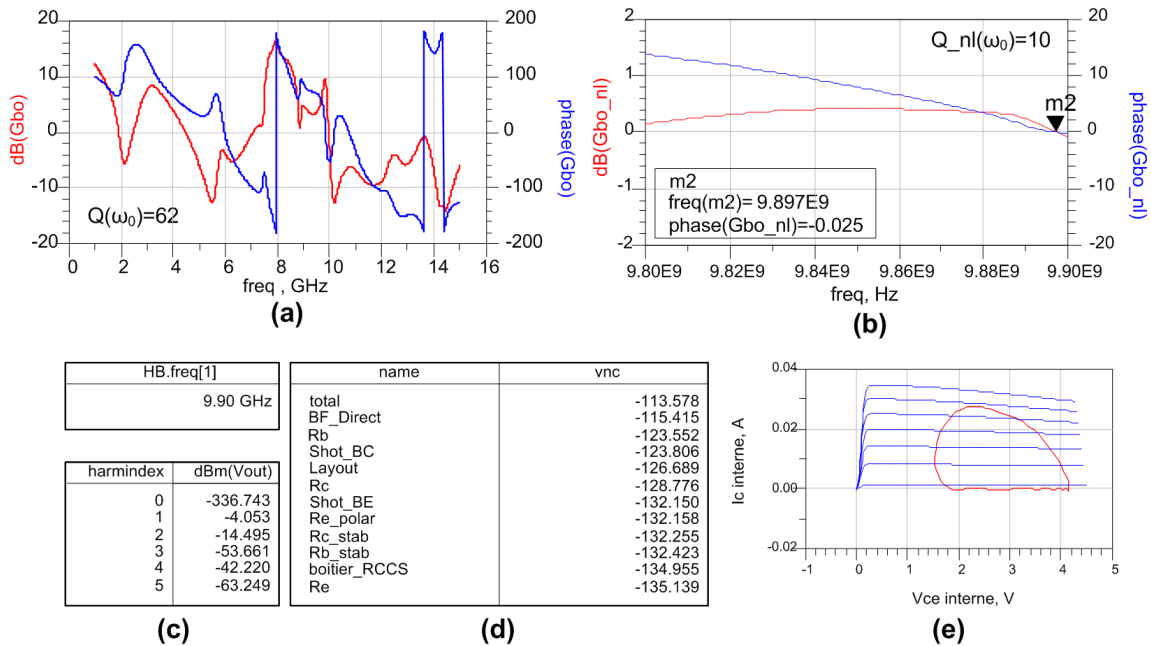 20
10
0
-10
-20
dB(Gbo)
200
100
0
-100
-200
phase(Gbo)
Q(ω0)=62
0 2 4 6 8 10 12 14 16
freq , GHz
(a)
2
1
0
-1
-2
dB(Gbo_nl)
20
10
0
-10
-20
phase(Gbo_nl)
Q_nl(ω0)=10
m2
m2
freq(m2)= 9.897E9
phase(Gbo_nl)=-0.025
9.80E9 9.82E9 9.84E9 9.86E9 9.88E9 9.90E9
freq, Hz
(b)
HB.freq[1]
9.90 GHz
harmindex dBm(Vout)
0 -336.743
1 -4.053
2 -14.495
3 -53.661
4 -42.220
5 -63.249
(c)
name vnc
total -113.578
BF_Direct -115.415
Rb -123.552
Shot_BC -123.806
Layout -126.689
Rc -128.776
Shot_BE -132.150
Re_polar -132.158
Rc_stab -132.255
Rb_stab -132.423
boitier_RCCS -134.955
Re -135.139
(d)
0.04
0.02
0.00
-0.02
Ic interne, A
-1 0 1 2 3 4 5
Vce interne, V
(e)